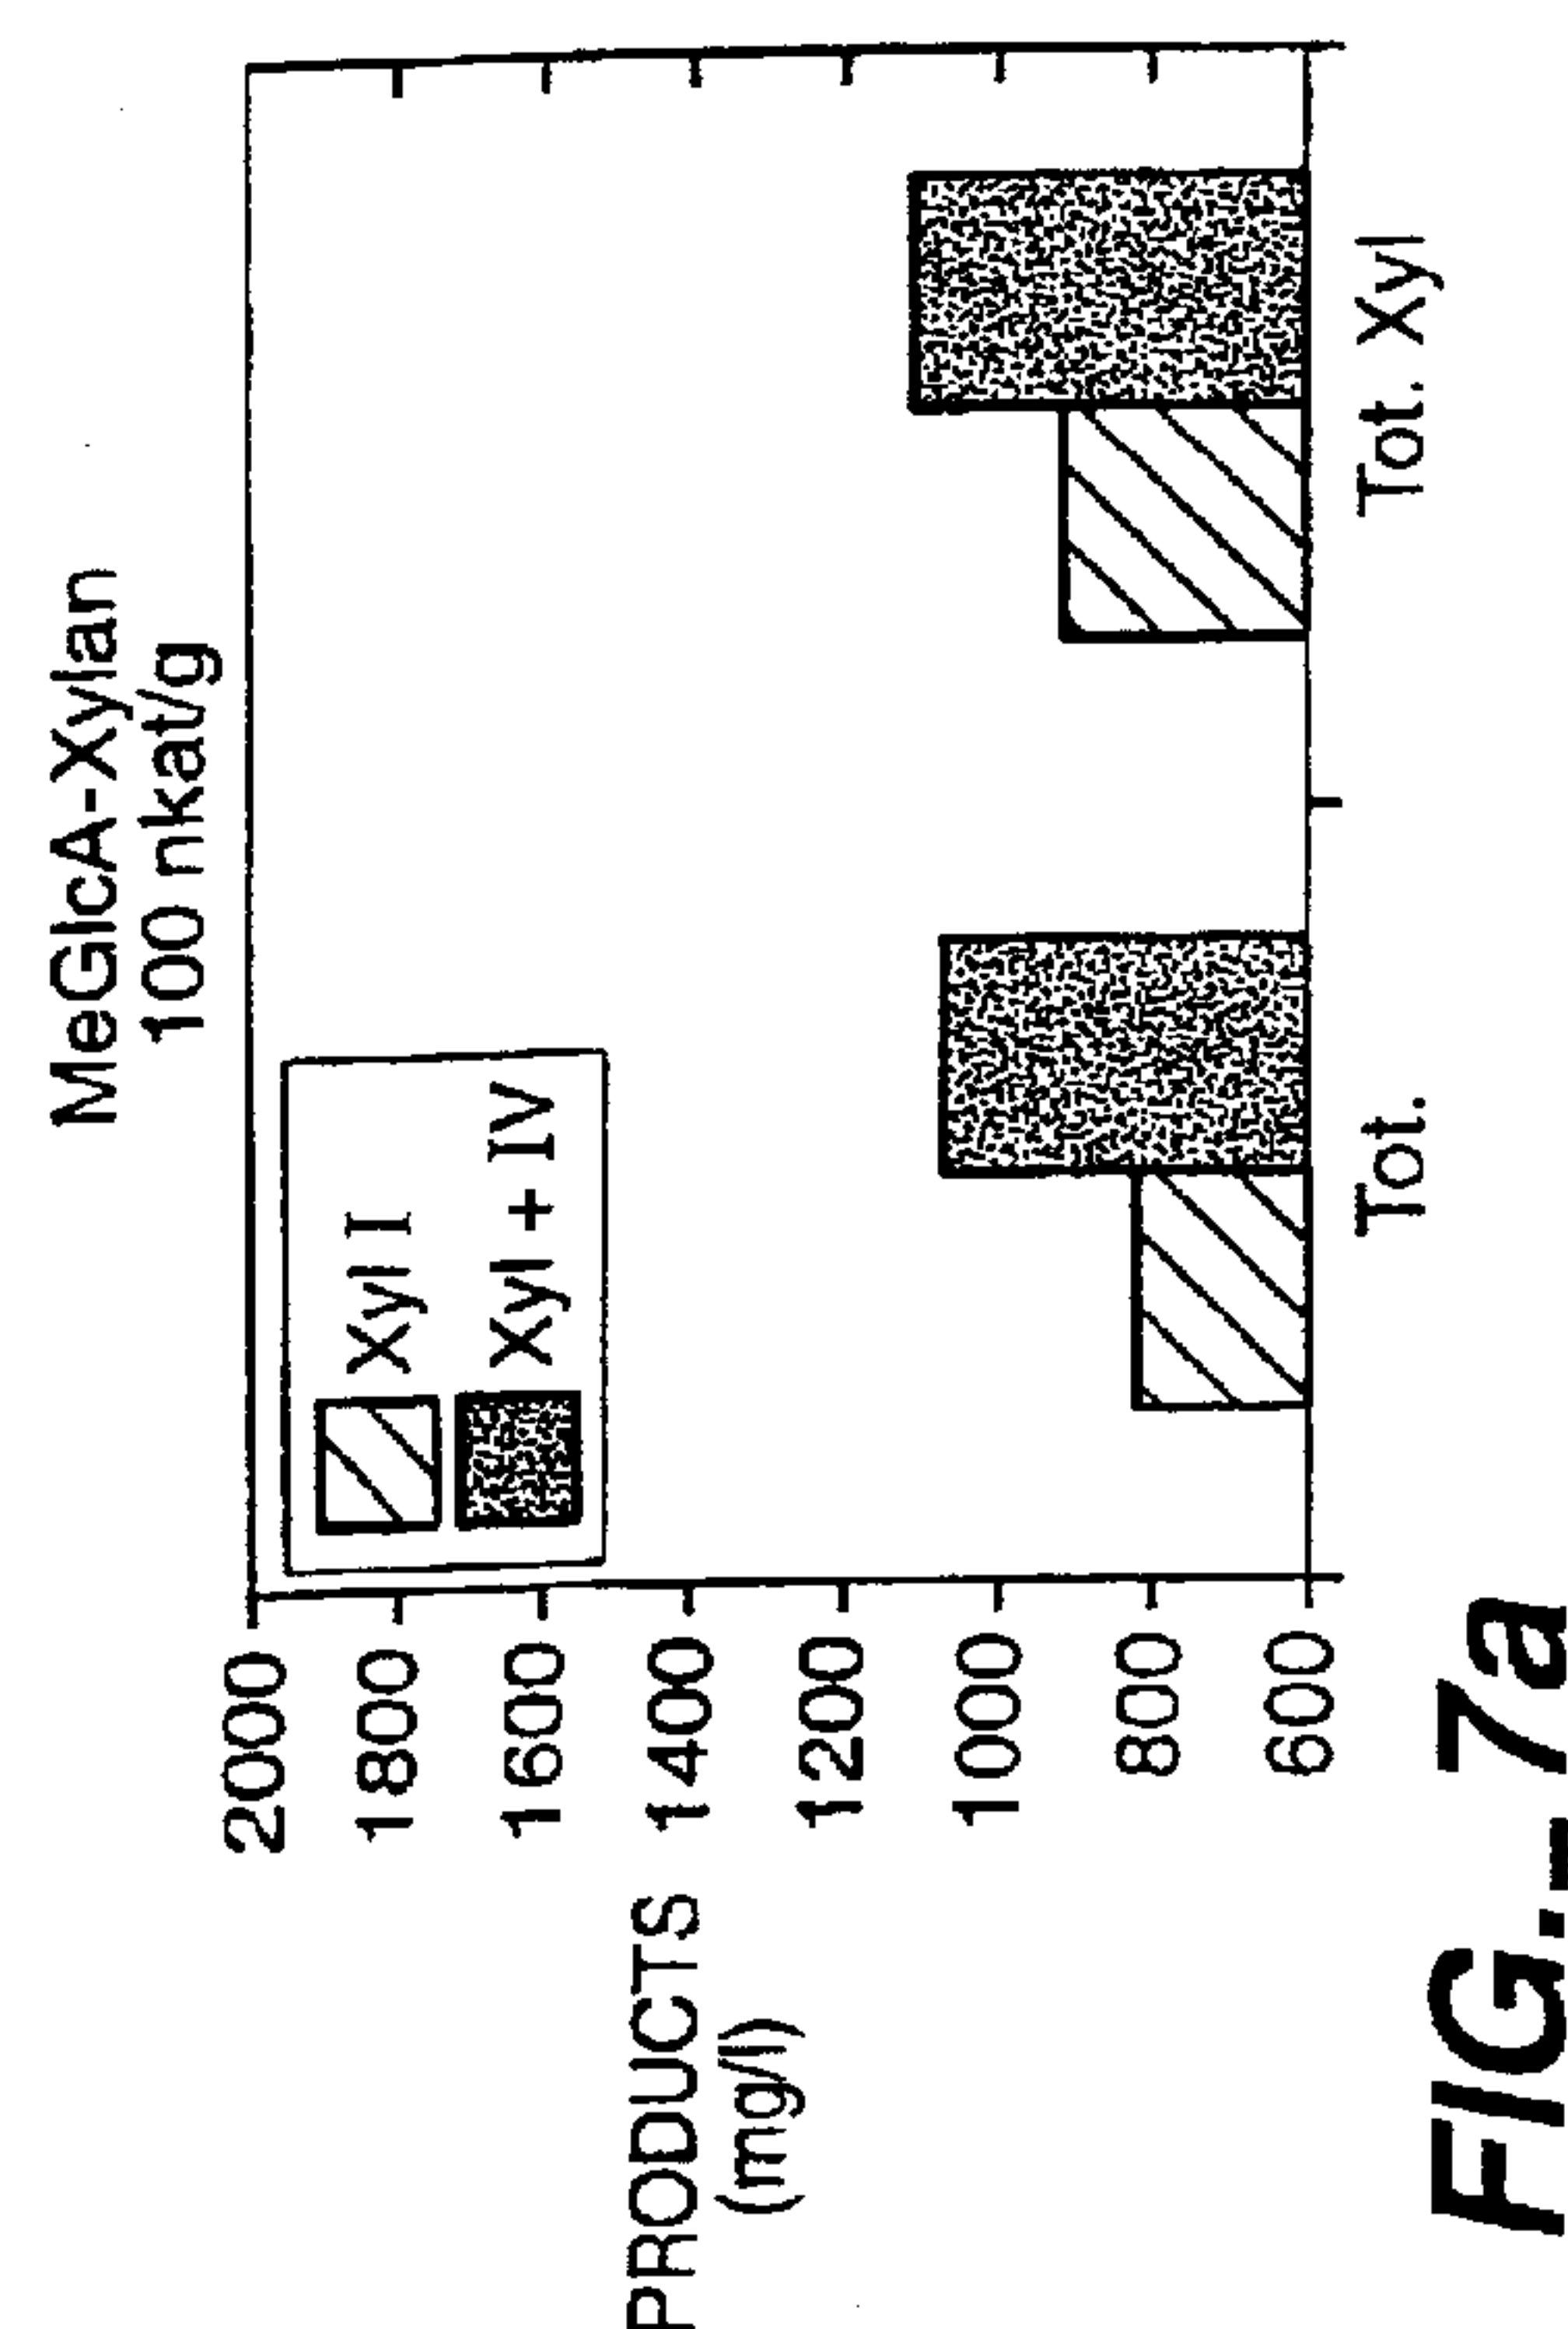 MeGlcA-Xylan
100 nkat/g
PRODUCTS
(mg/l)
2000
1800
1600
1400
1200
1000
800
600
Xyl I
Xyl + IV
Tot.
Tot. Xyl
FIG._7a